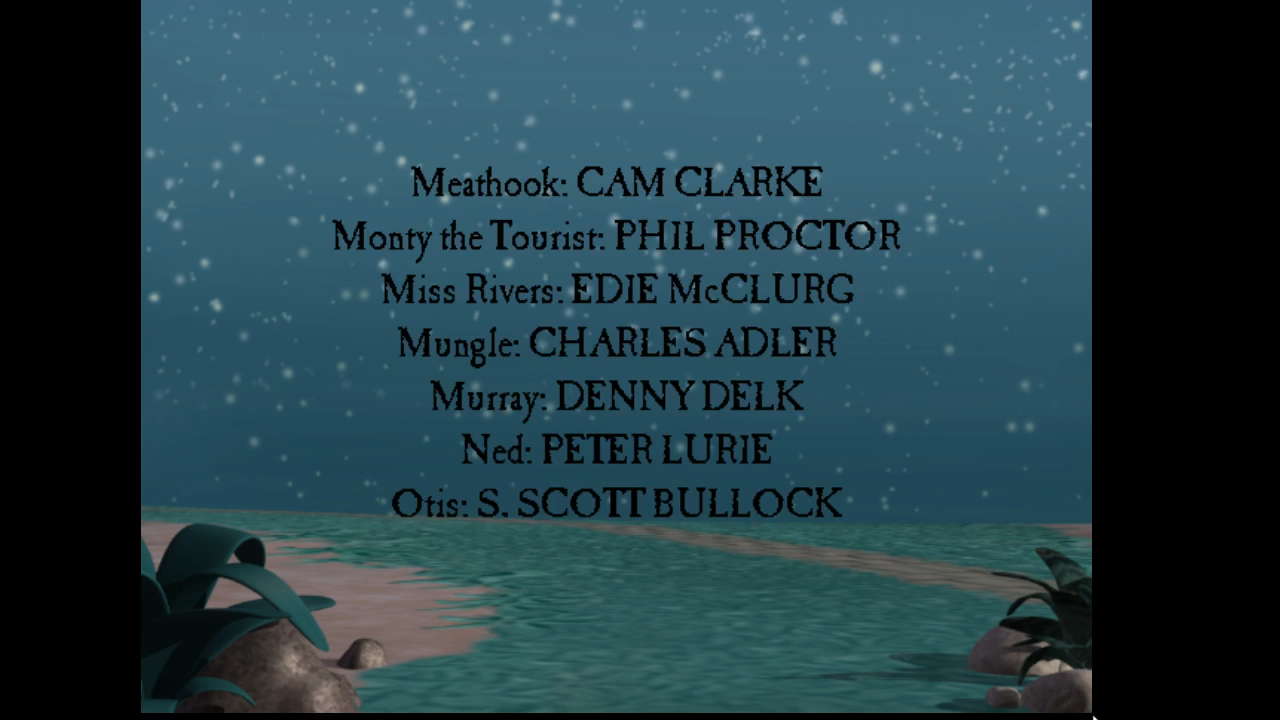 Meathook: CAM CLARKE
Monty the Tourist: PHIL PROCTOR
Miss Rivers: EDIE McCLURG
Mungle: CHARLES ADLER
Murray: DENNY DELK
Ned: PETER LURIE
Otis: S. SCOTT BULLOCK